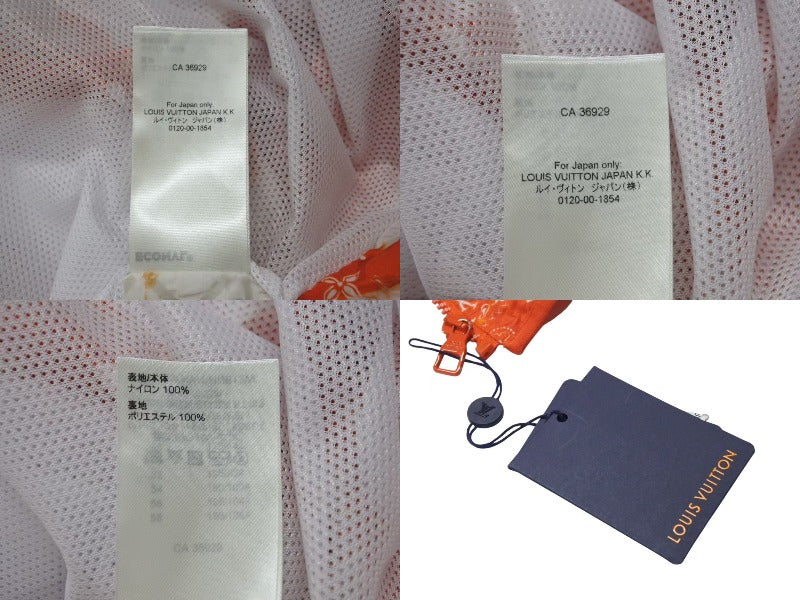 CA 36929
For Japan only:
LOUIS VUITTON JAPAN K.K.
ルイ・ヴィトン ジャパン(株)
0120-00-1854
CA 36929
For Japan only:
LOUIS VUITTON JAPAN K.K.
ルイ・ヴィトン ジャパン(株)
0120-00-1854
表地/本体
ナイロン 100%
裏地
ポリエステル 100%
CA 36929
LOUIS VUITTON